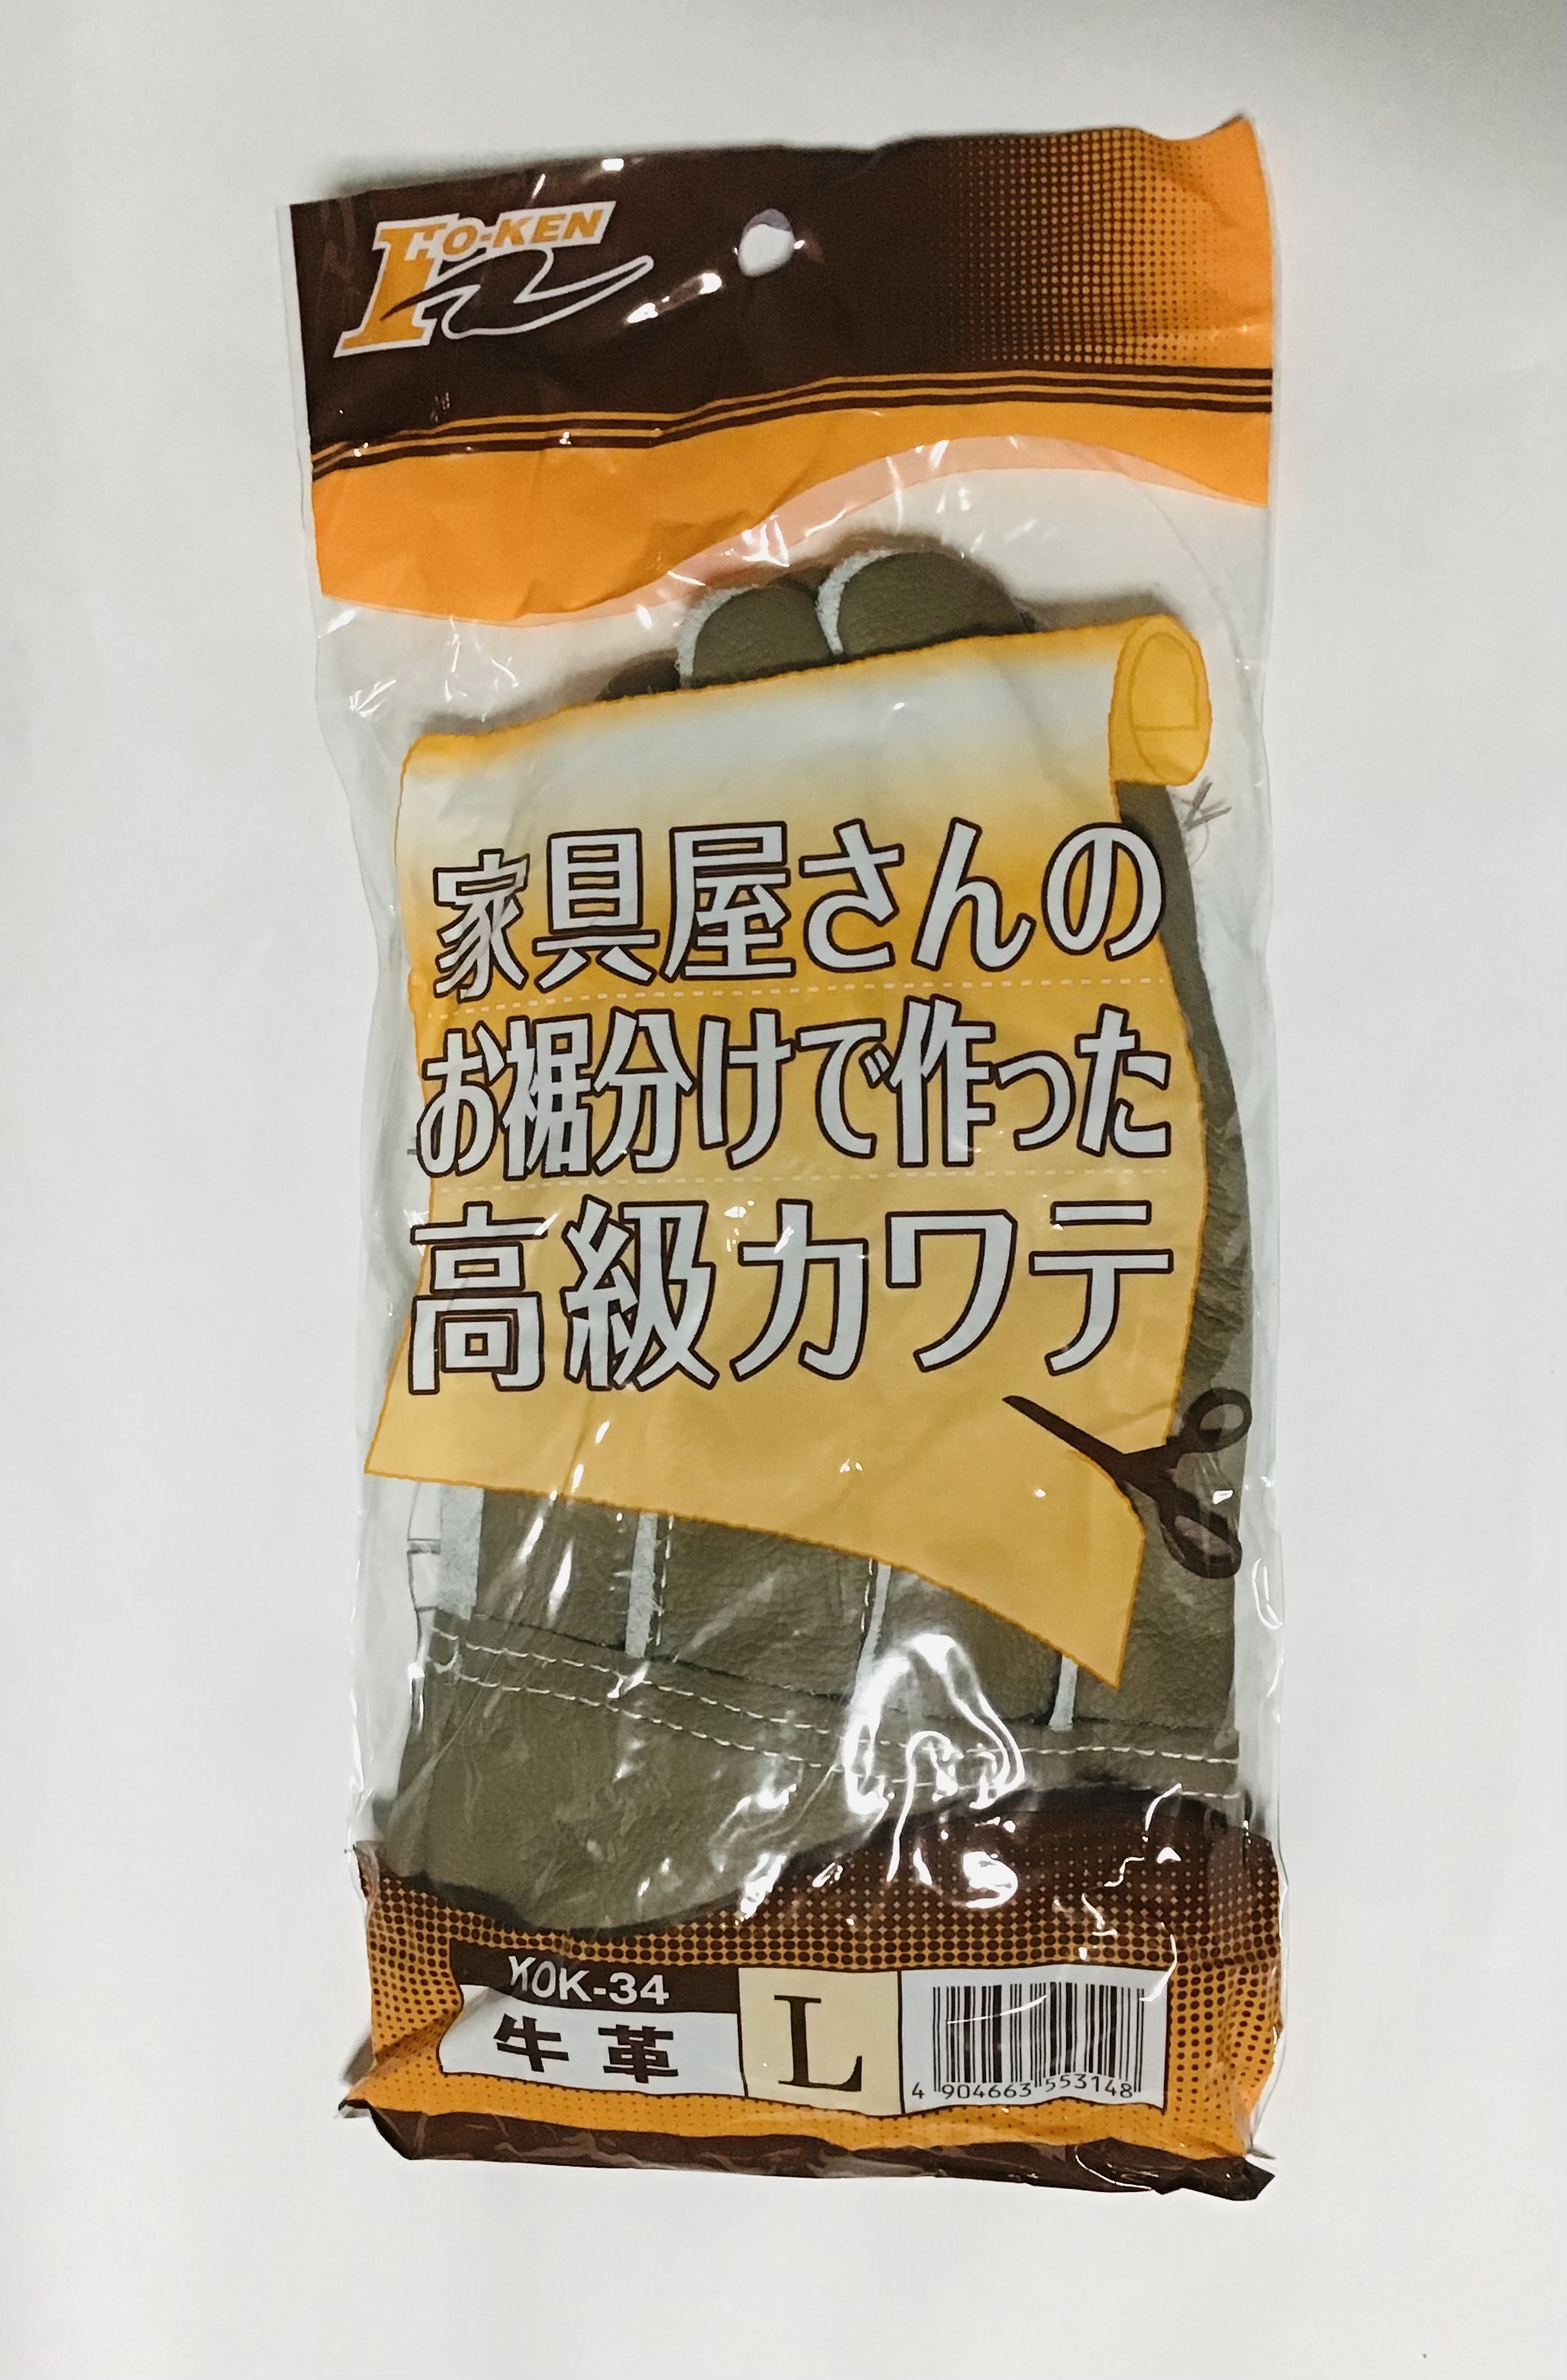 ITO-KEN
家具屋さんの
お裾分けで作った
高級カワテ
KOK-34
牛革
L
4 904663 553148